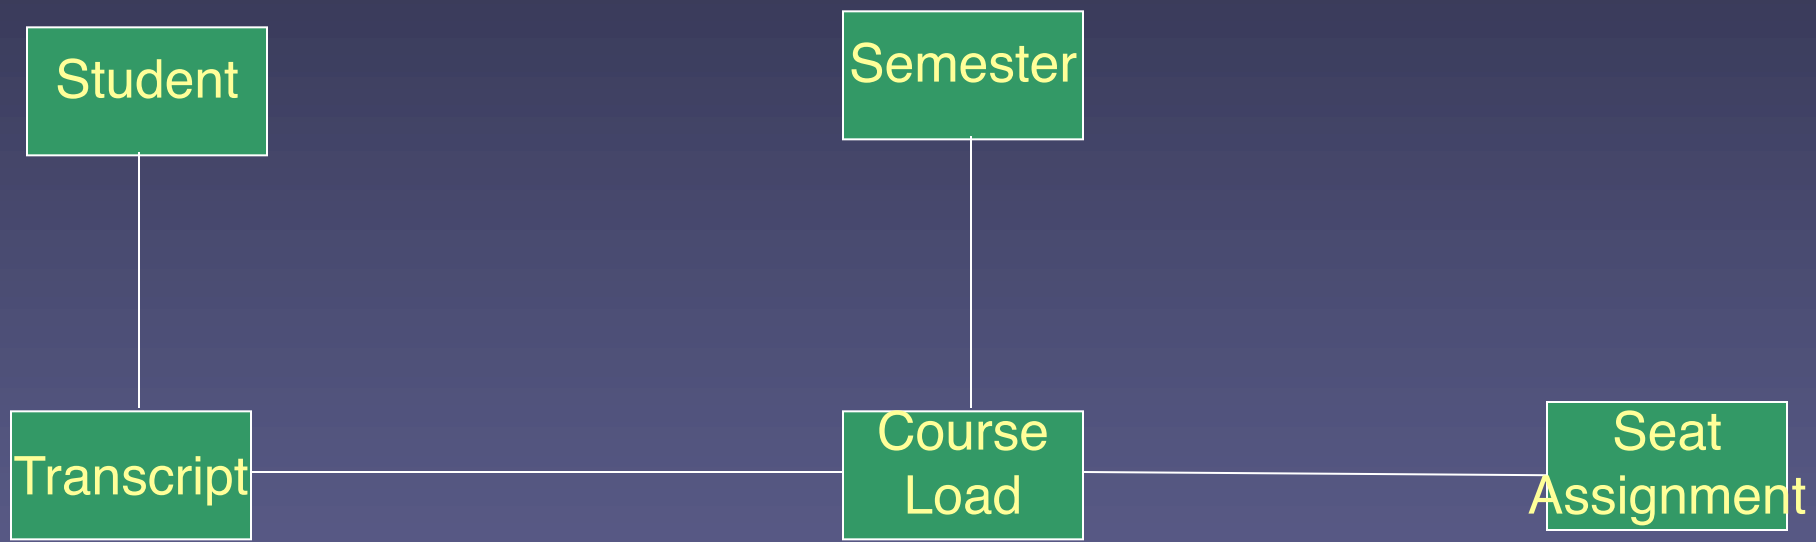 Student
Semester
Transcript
Course
Load
Seat
Assignment